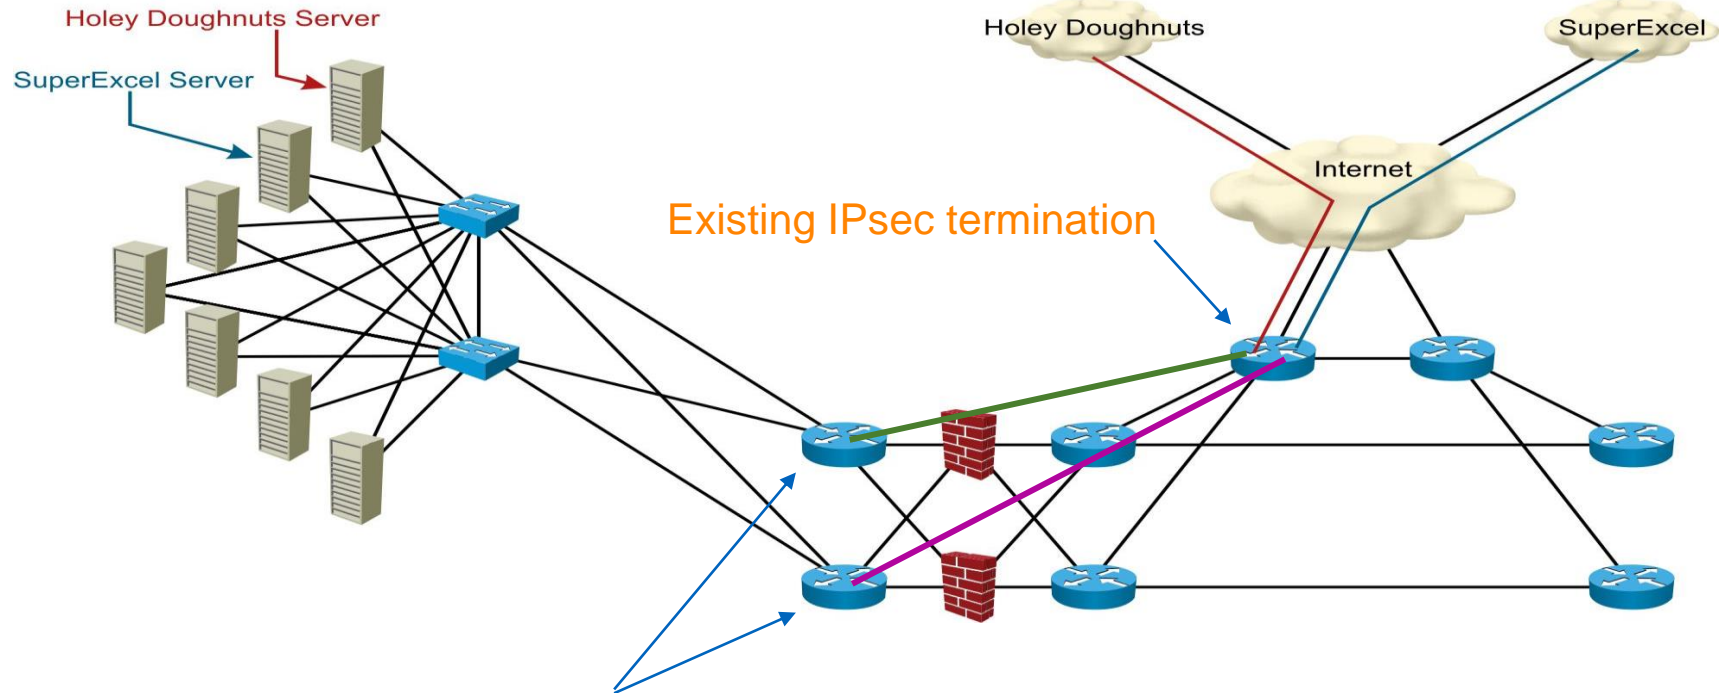 Holey Doughnuts Server
SuperExcel Server
Holey Doughnuts
SuperExcel
Internet
Existing IPsec termination